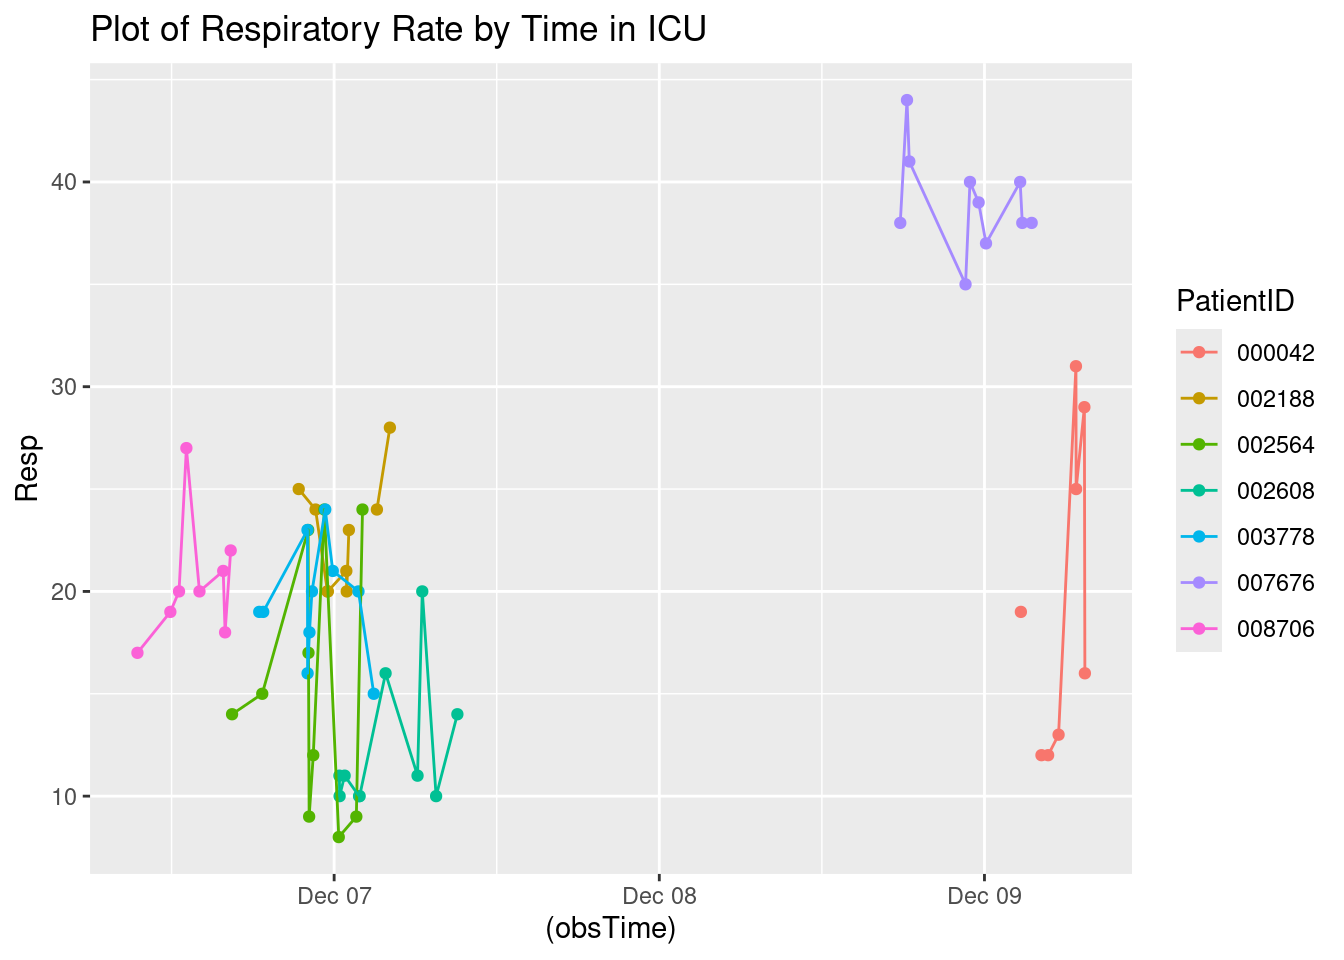 Plot of Respiratory Rate by Time in ICU
Resp
40
30
20
10
Dec 07
Dec 08
Dec 09
(obsTime)
PatientID
000042
002188
002564
002608
003778
007676
008706